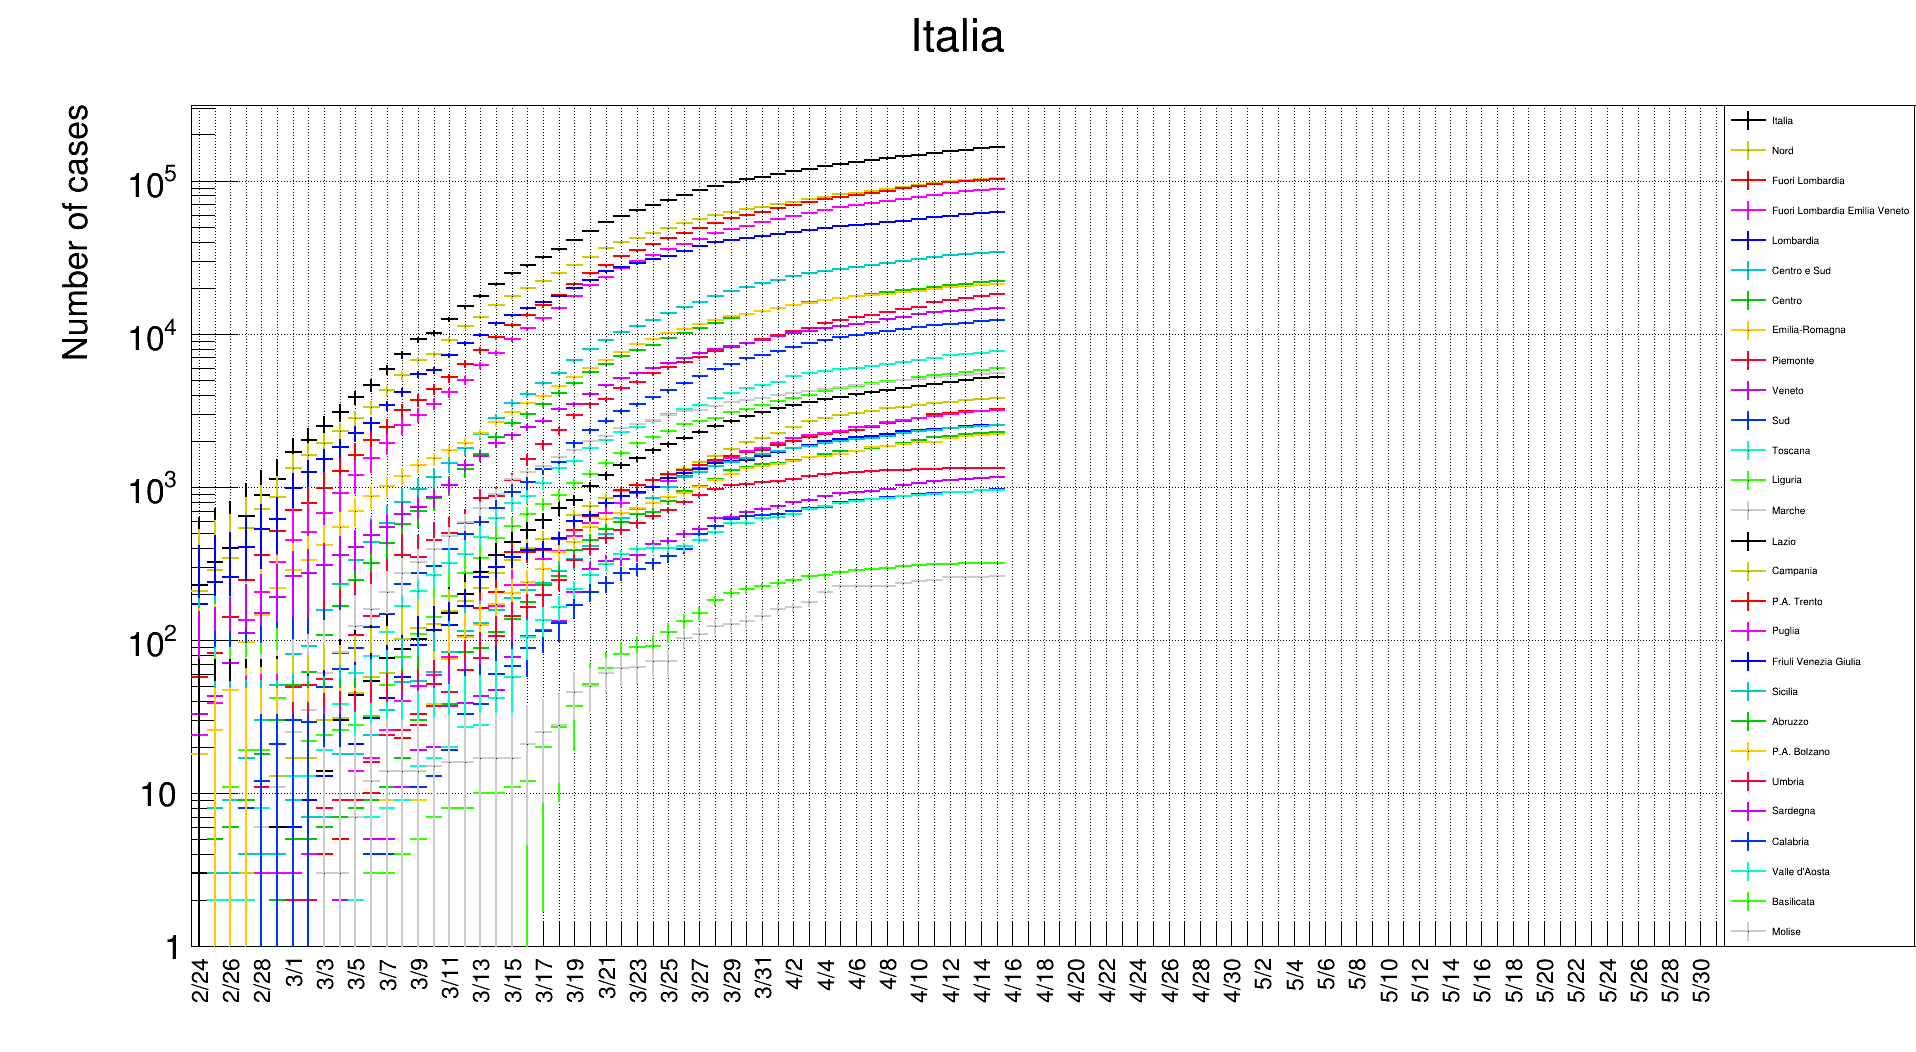 Italia
Number of cases
10^5
10^4
10^3
10^2
10
1
2/24
2/26
2/28
3/1
3/3
3/5
3/7
3/9
3/11
3/13
3/15
3/17
3/19
3/21
3/23
3/25
3/27
3/29
3/31
4/2
4/4
4/6
4/8
4/10
4/12
4/14
4/16
4/18
4/20
4/22
4/24
4/26
4/28
4/30
5/2
5/4
5/6
5/8
5/10
5/12
5/14
5/16
5/18
5/20
5/22
5/24
5/26
5/28
5/30
Italia
Nord
Fuori Lombardia
Fuori Lombardia Emilia Veneto
Lombardia
Centro e Sud
Centro
Emilia-Romagna
Piemonte
Veneto
Sud
Toscana
Liguria
Marche
Lazio
Campania
P.A. Trento
Puglia
Friuli Venezia Giulia
Sicilia
Abruzzo
P.A. Bolzano
Umbria
Sardegna
Calabria
Valle d'Aosta
Basilicata
Molise